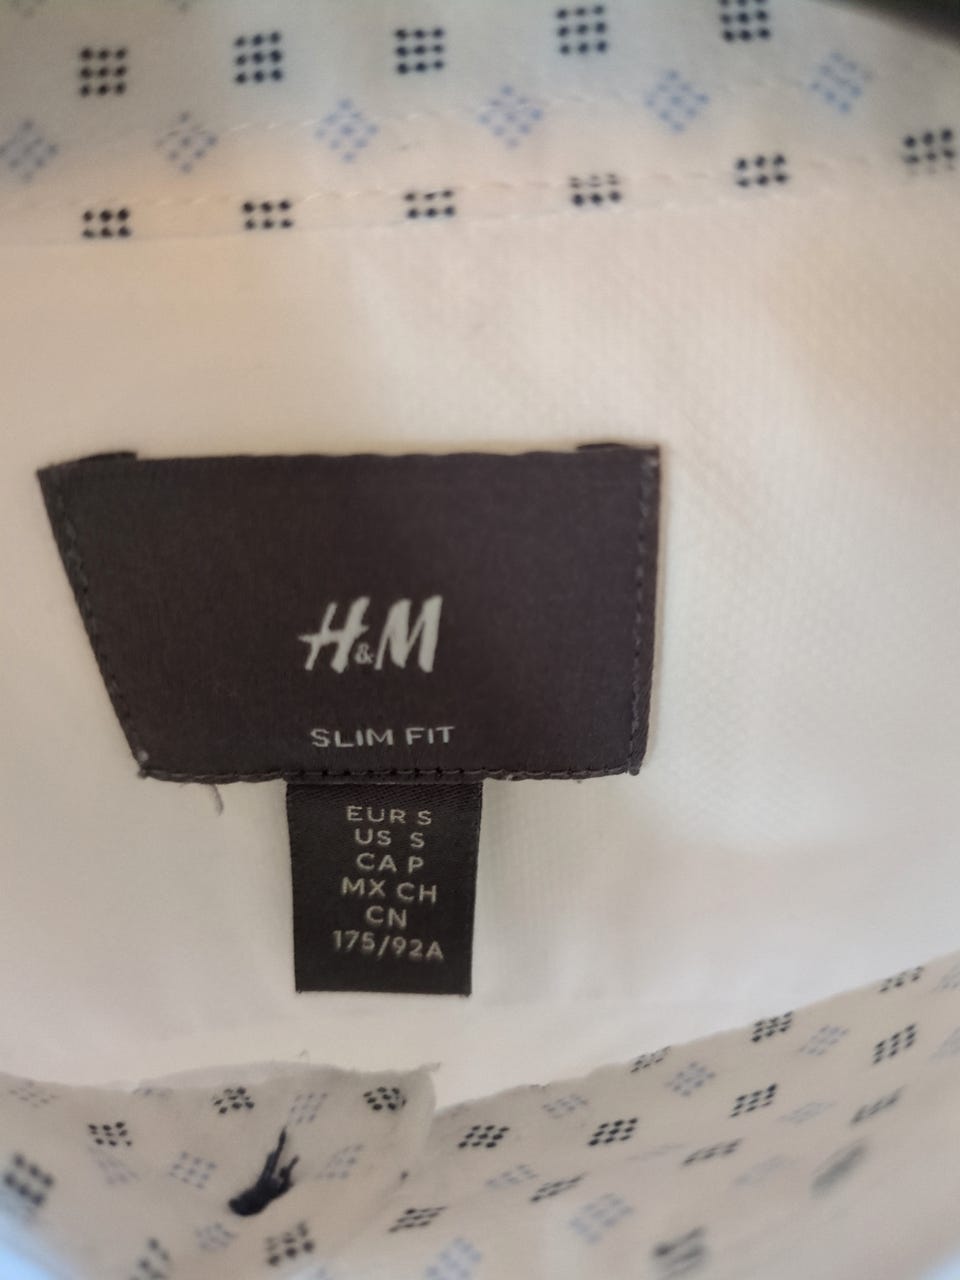 H&M
SLIM FIT
EUR S
US S
CA P
MX CH
CN
175/92A